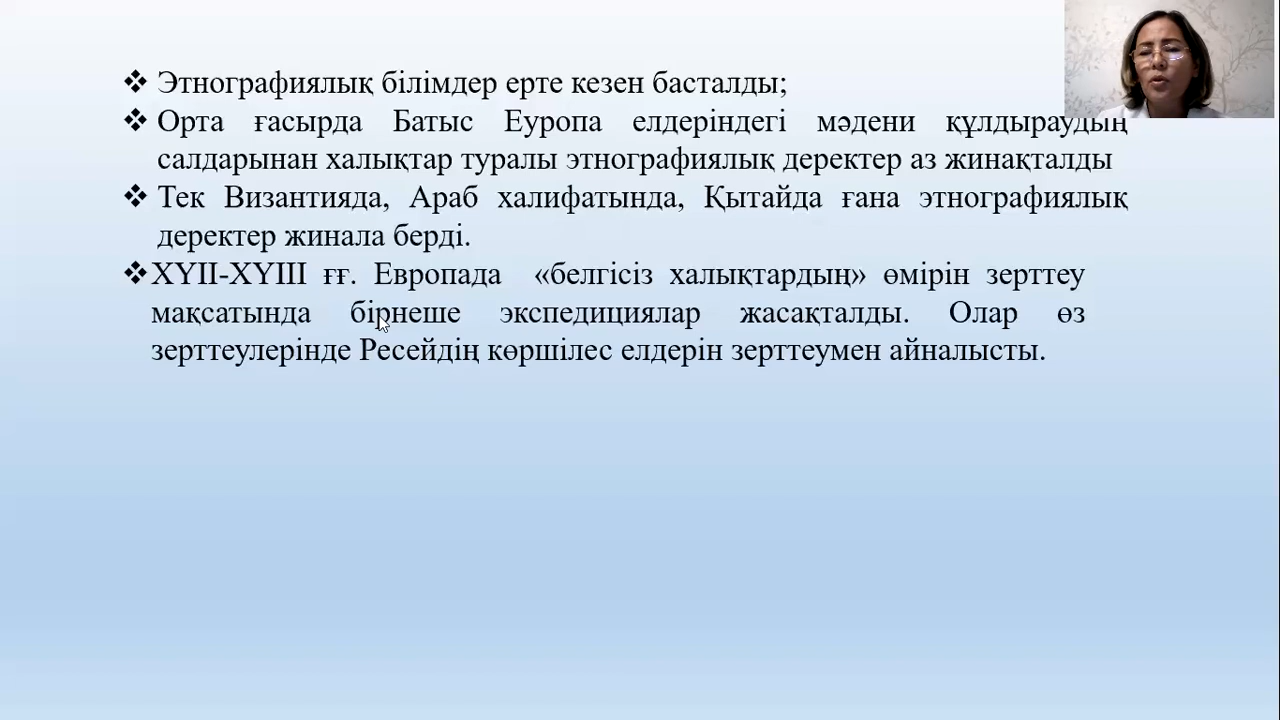 ❖ Этнографиялық білімдер ерте кезен басталды;
❖ Орта ғасырда Батыс Еуропа елдеріндегі мәдени құлдыраудың
салдарынан халықтар туралы этнографиялық деректер аз жинақталды
❖ Тек Византияда, Араб халифатында, Қытайда ғана этнографиялық
деректер жинала берді.
❖ XҮІІ-XҮІІІ ғғ. Европада «белгісіз халықтардың» өмірін зерттеу
мақсатында бірнеше экспедициялар жасақталды. Олар өз
зерттеулерінде Ресейдің көршілес елдерін зерттеумен айналысты.